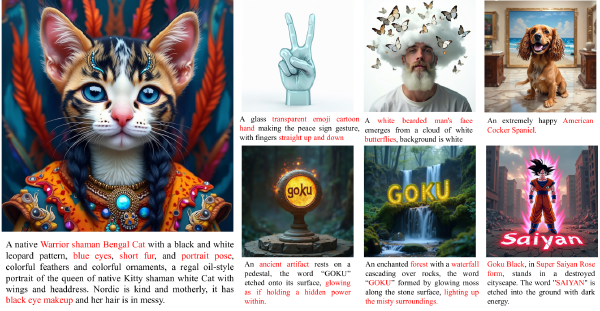 A native Warrior shaman Bengal Cat with a black and white
leopard pattern, blue eyes, short fur, and portrait pose,
colorful feathers and colorful ornaments, a regal oil-style
portrait of the queen of native Kitty shaman white Cat with
wings and headdress. Nordic is kind and motherly, it has
black eye makeup and her hair is in messy.
A glass transparent emoji cartoon
hand making the peace sign gesture,
with fingers straight up and down
A white bearded man's face
emerges from a cloud of white
butterflies, background is white
An extremely happy American
Cocker Spaniel.
goku
An ancient artifact rests on a
pedestal, the word “GOKU”
etched onto its surface, glowing
as if holding a hidden power
within.
GOKU
An enchanted forest with a waterfall
cascading over rocks, the word
“GOKU” formed by glowing moss
along the stone surface, lighting up
the misty surroundings.
Saiyan
Goku Black, in Super Saiyan Rose
form, stands in a destroyed
cityscape. The word "SAIYAN" is
etched into the ground with dark
energy.